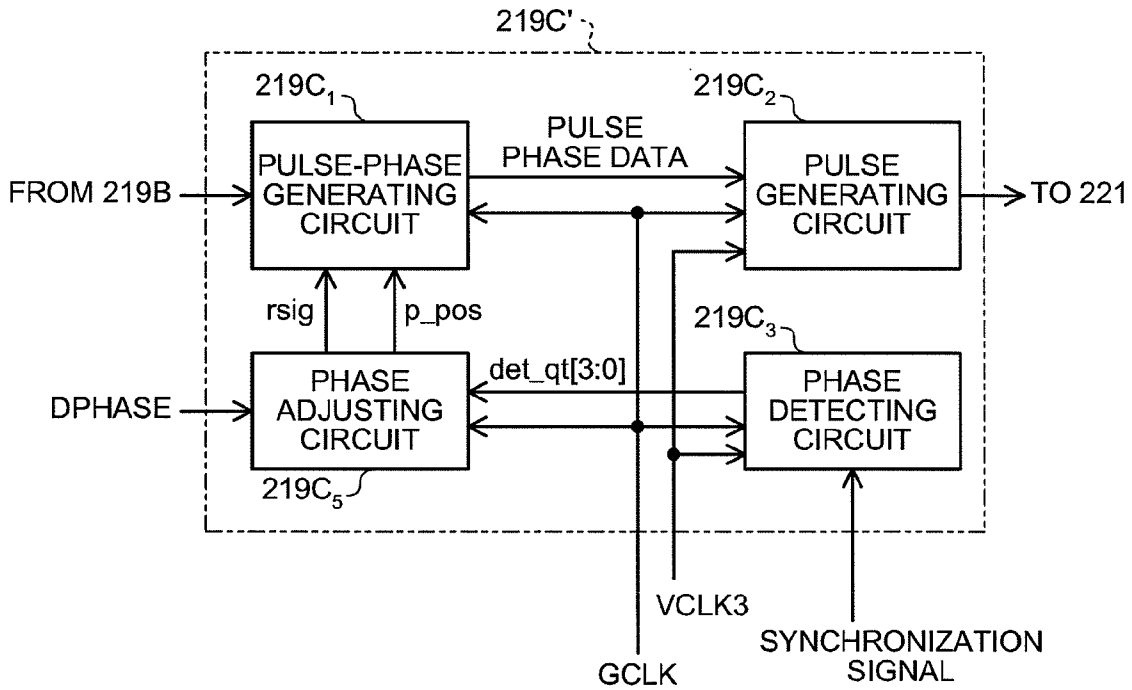 219C'
219C1
219C2
PULSE-PHASE
GENERATING
CIRCUIT
PULSE
PHASE DATA
PULSE
GENERATING
CIRCUIT
FROM 219B
TO 221
rsig
p_pos
219C3
PHASE
ADJUSTING
CIRCUIT
det_qt[3:0]
PHASE
DETECTING
CIRCUIT
DPHASE
219C5
VCLK3
GCLK
SYNCHRONIZATION
SIGNAL